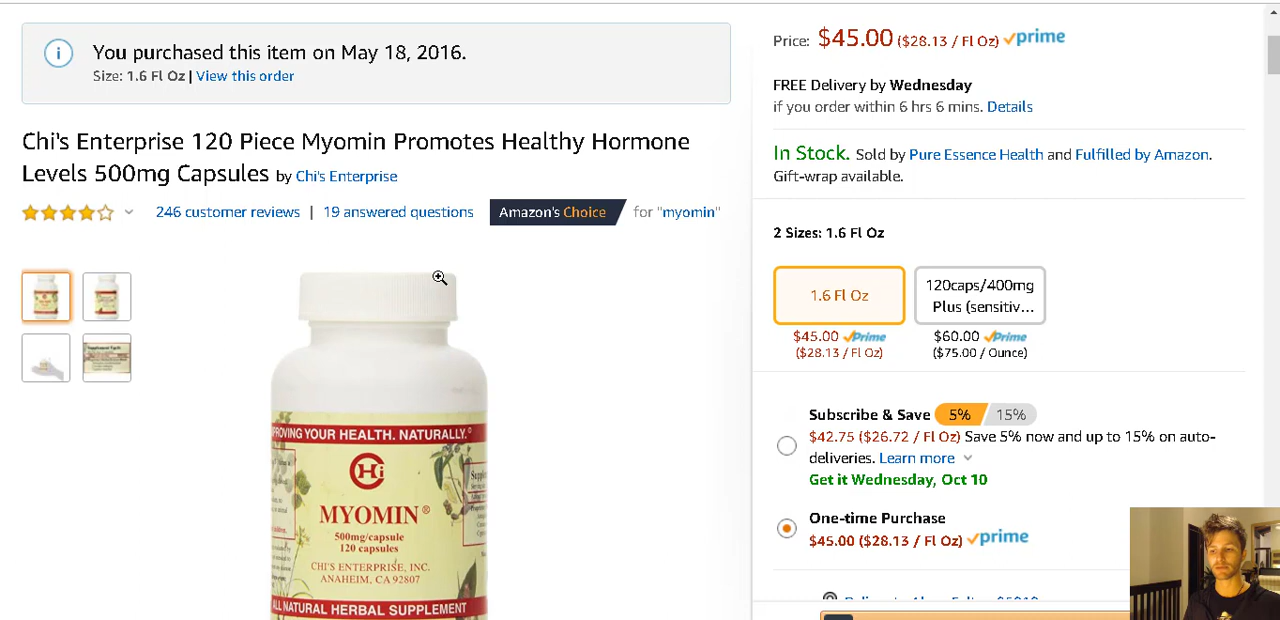 You purchased this item on May 18, 2016.
Size: 1.6 Fl Oz | View this order
Chi's Enterprise 120 Piece Myomin Promotes Healthy Hormone
Levels 500mg Capsules by Chi's Enterprise
246 customer reviews | 19 answered questions Amazon's Choice for "myomin"
PROVING YOUR HEALTH. NATURALLY.®
CHi
MYOMIN®
500mg/capsule
120 capsules
CHI'S ENTERPRISE, INC.
ANAHEIM, CA 92807
ALL NATURAL HERBAL SUPPLEMENT
Price: $45.00 ($28.13 / Fl Oz) prime
FREE Delivery by Wednesday
if you order within 6 hrs 6 mins. Details
In Stock. Sold by Pure Essence Health and Fulfilled by Amazon.
Gift-wrap available.
2 Sizes: 1.6 Fl Oz
1.6 Fl Oz
$45.00 Prime
($28.13 / Fl Oz)
120caps/400mg
Plus (sensitiv...
$60.00 Prime
($75.00 / Ounce)
Subscribe & Save 5% 15%
$42.75 ($26.72 / Fl Oz) Save 5% now and up to 15% on auto-
deliveries. Learn more
Get it Wednesday, Oct 10
One-time Purchase
$45.00 ($28.13 / Fl Oz) prime